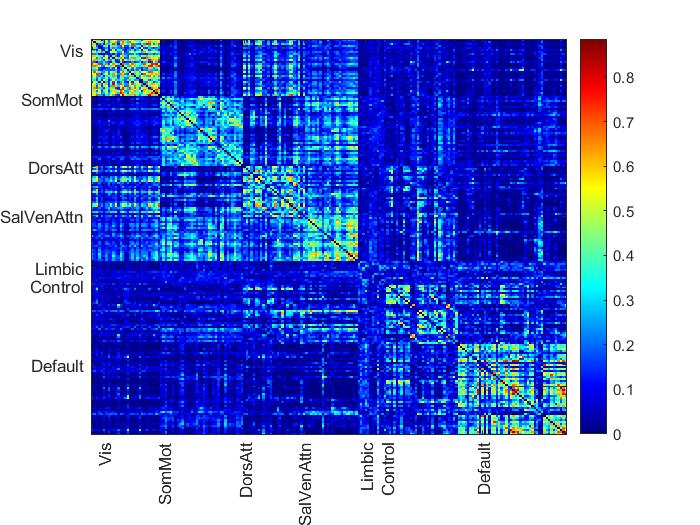 Vis
SomMot
DorsAtt
SalVenAttn
Limbic
Control
Default
0.8
0.7
0.6
0.5
0.4
0.3
0.2
0.1
0
Vis
SomMot
DorsAtt
SalVenAttn
Limbic
Control
Default